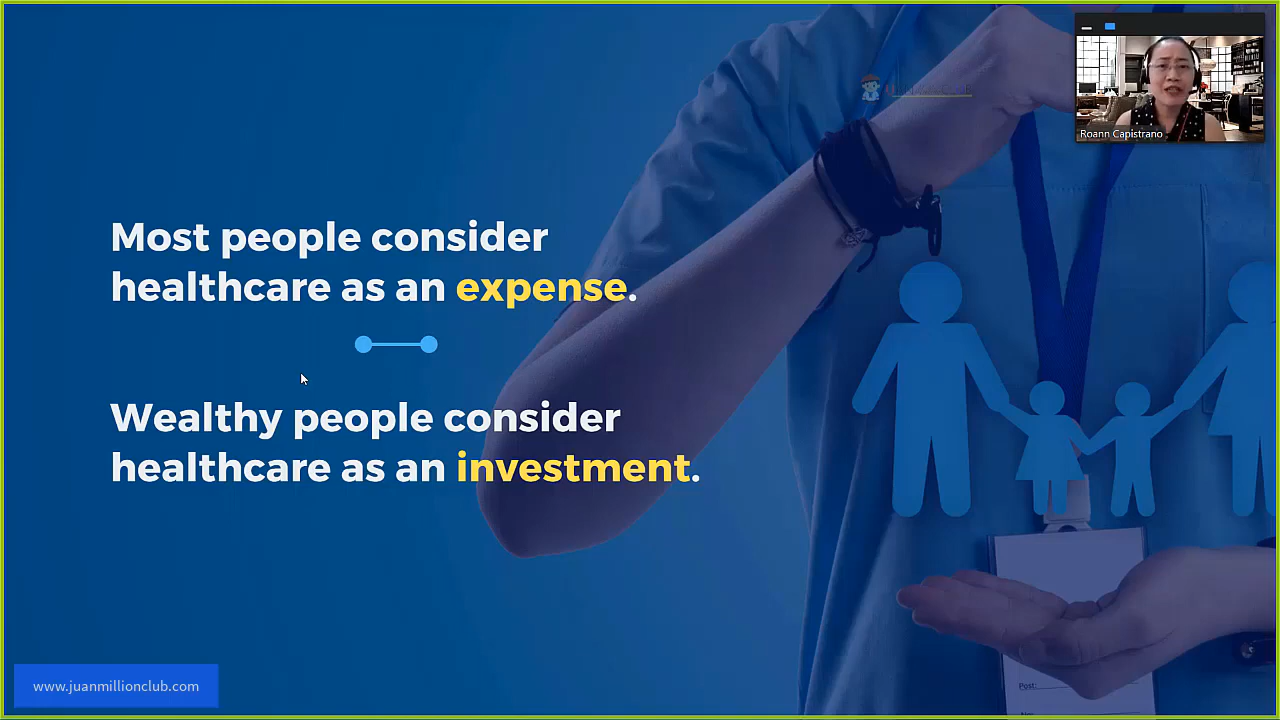 Roann Capistrano
Most people consider
healthcare as an expense.
Wealthy people consider
healthcare as an investment.
Post:
www.juanmillionclub.com